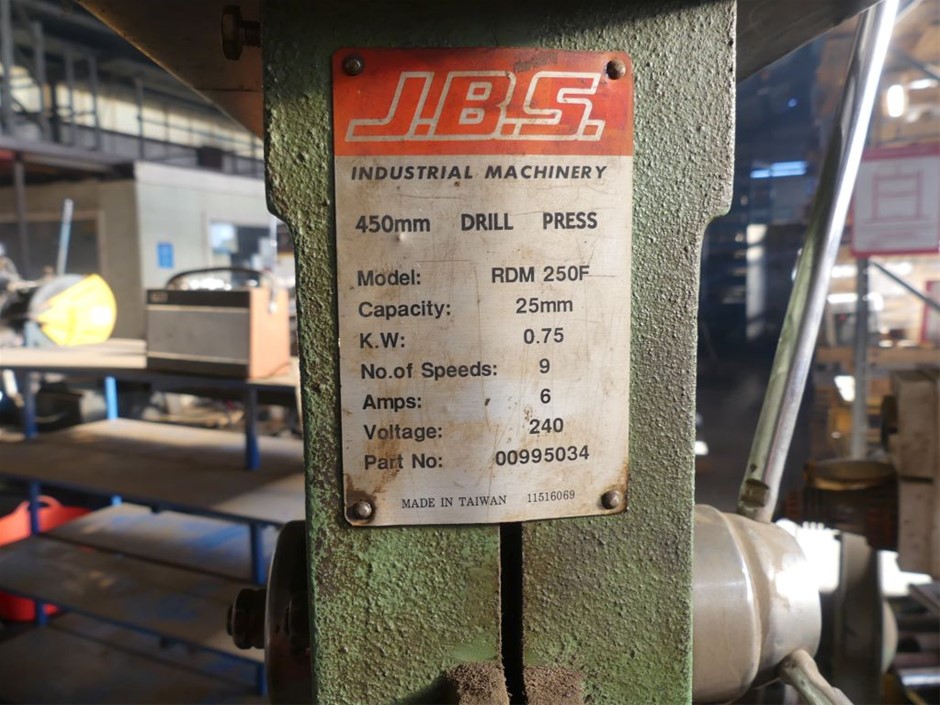 J.B.S.
INDUSTRIAL MACHINERY
450mm DRILL PRESS
Model: RDM 250F
Capacity: 25mm
K.W: 0.75
No.of Speeds: 9
Amps: 6
Voltage: 240
Part No: 00995034
MADE IN TAIWAN 11516069